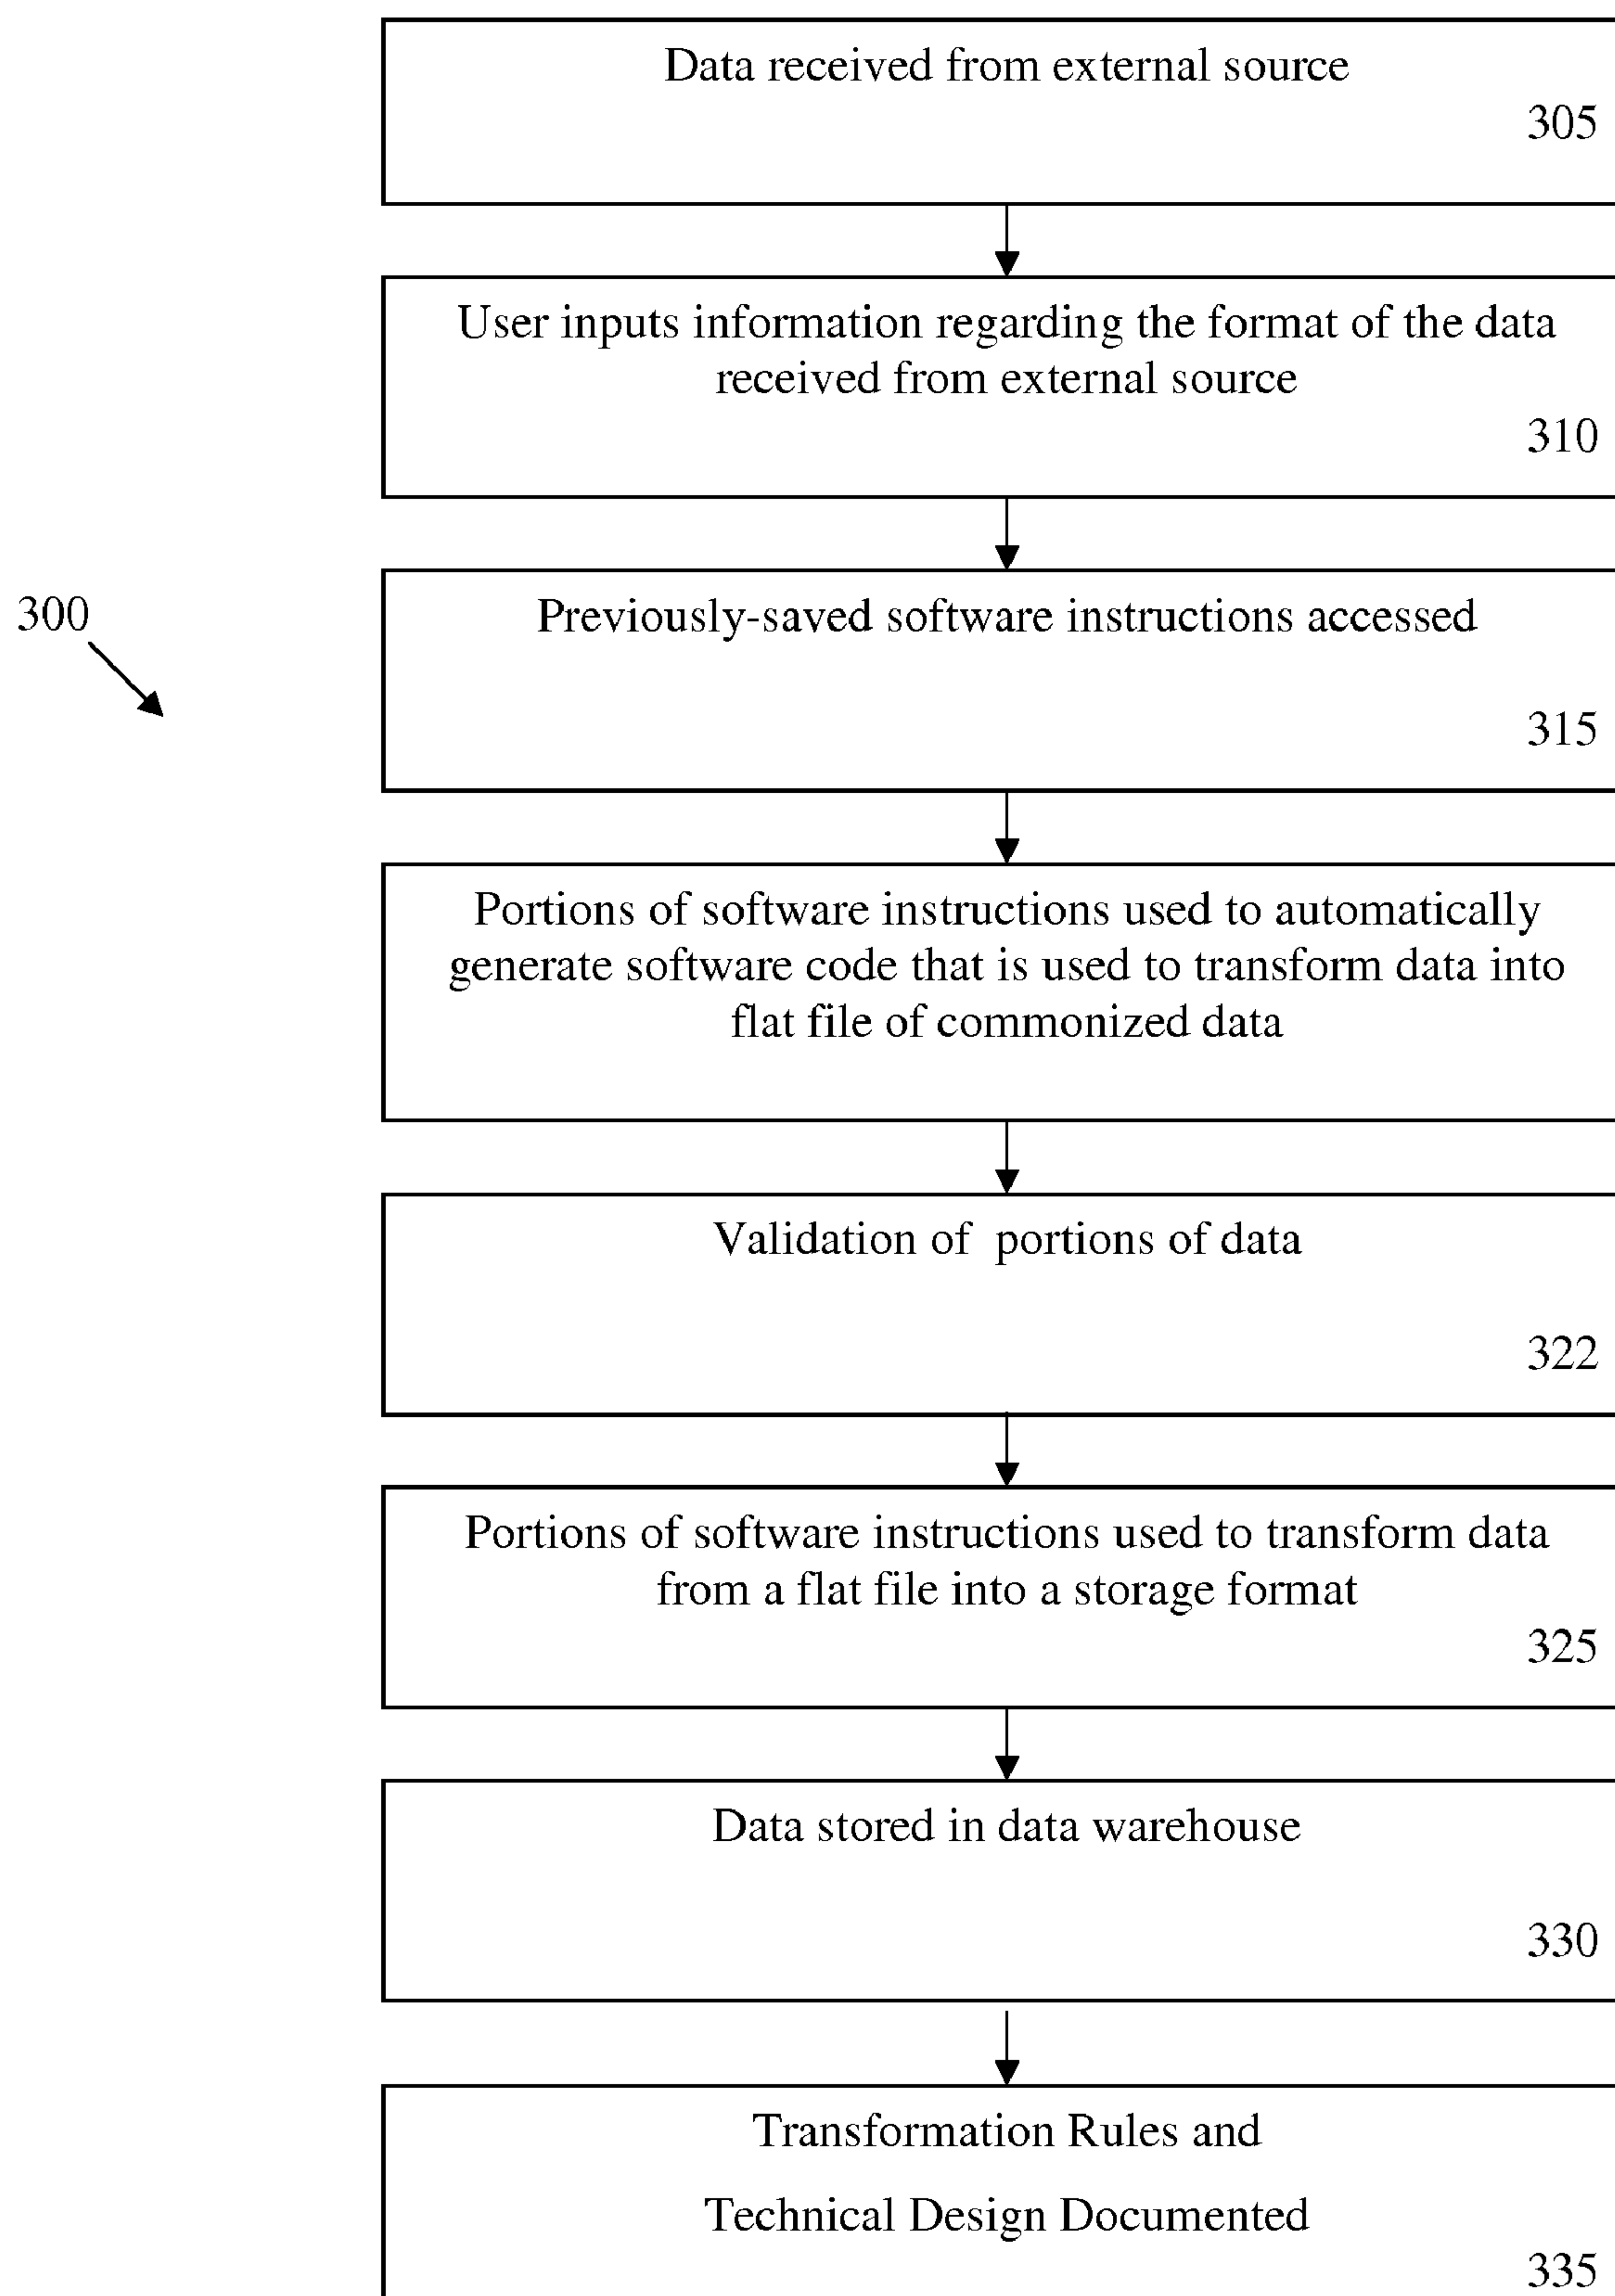 Data received from external source
305
User inputs information regarding the format of the data
received from external source
310
300
Previously-saved software instructions accessed
315
Portions of software instructions used to automatically
generate software code that is used to transform data into
flat file of commonized data
Validation of portions of data
322
Portions of software instructions used to transform data
from a flat file into a storage format
325
Data stored in data warehouse
330
Transformation Rules and
Technical Design Documented
335